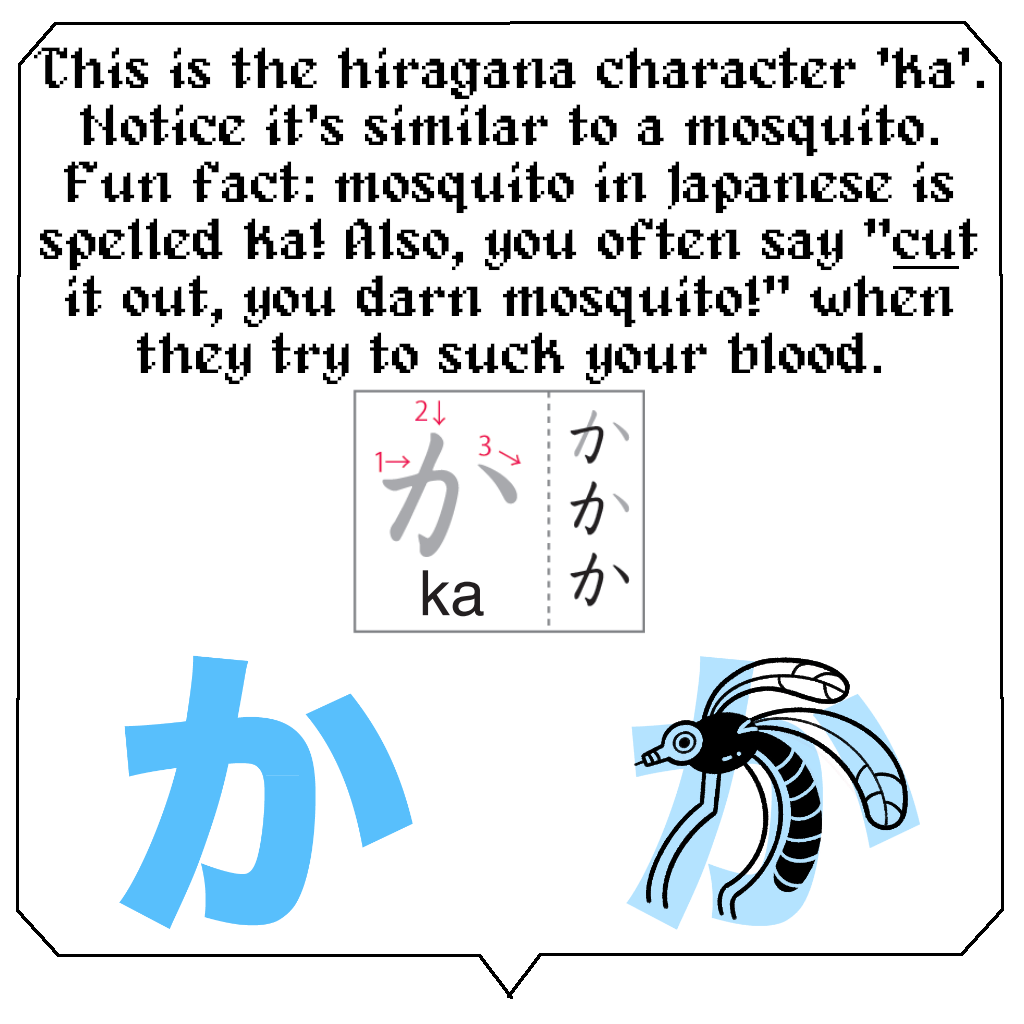 This is the hiragana character 'ka'.
Notice it's similar to a mosquito.
Fun fact: mosquito in Japanese is
spelled ka! Also, you often say "cut
it out, you darn mosquito!" when
they try to suck your blood.
1→ 2↓ 3→
か
か
か
か
ka
か
か